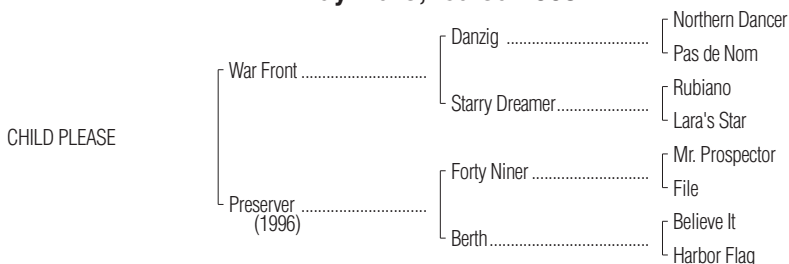 Northern Dancer
Danzig
Pas de Nom
War Front
Rubiano
Starry Dreamer
Lara's Star
CHILD PLEASE
Mr. Prospector
Forty Niner
File
Preserver
(1996)
Believe It
Berth
Harbor Flag